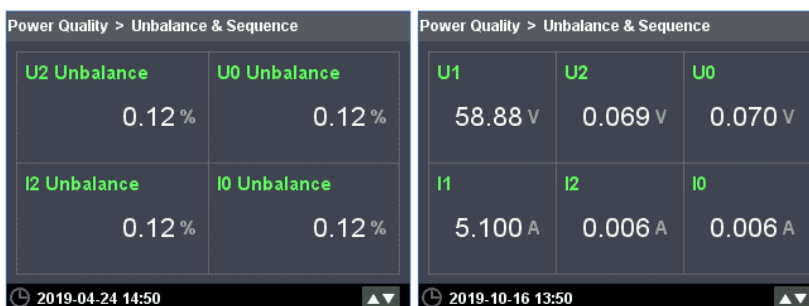 Power Quality > Unbalance & Sequence
U2 Unbalance U0 Unbalance
0.12 % 0.12 %
I2 Unbalance I0 Unbalance
0.12 % 0.12 %
2019-04-24 14:50
Power Quality > Unbalance & Sequence
U1 U2 U0
58.88 V 0.069 V 0.070 V
I1 I2 I0
5.100 A 0.006 A 0.006 A
2019-10-16 13:50